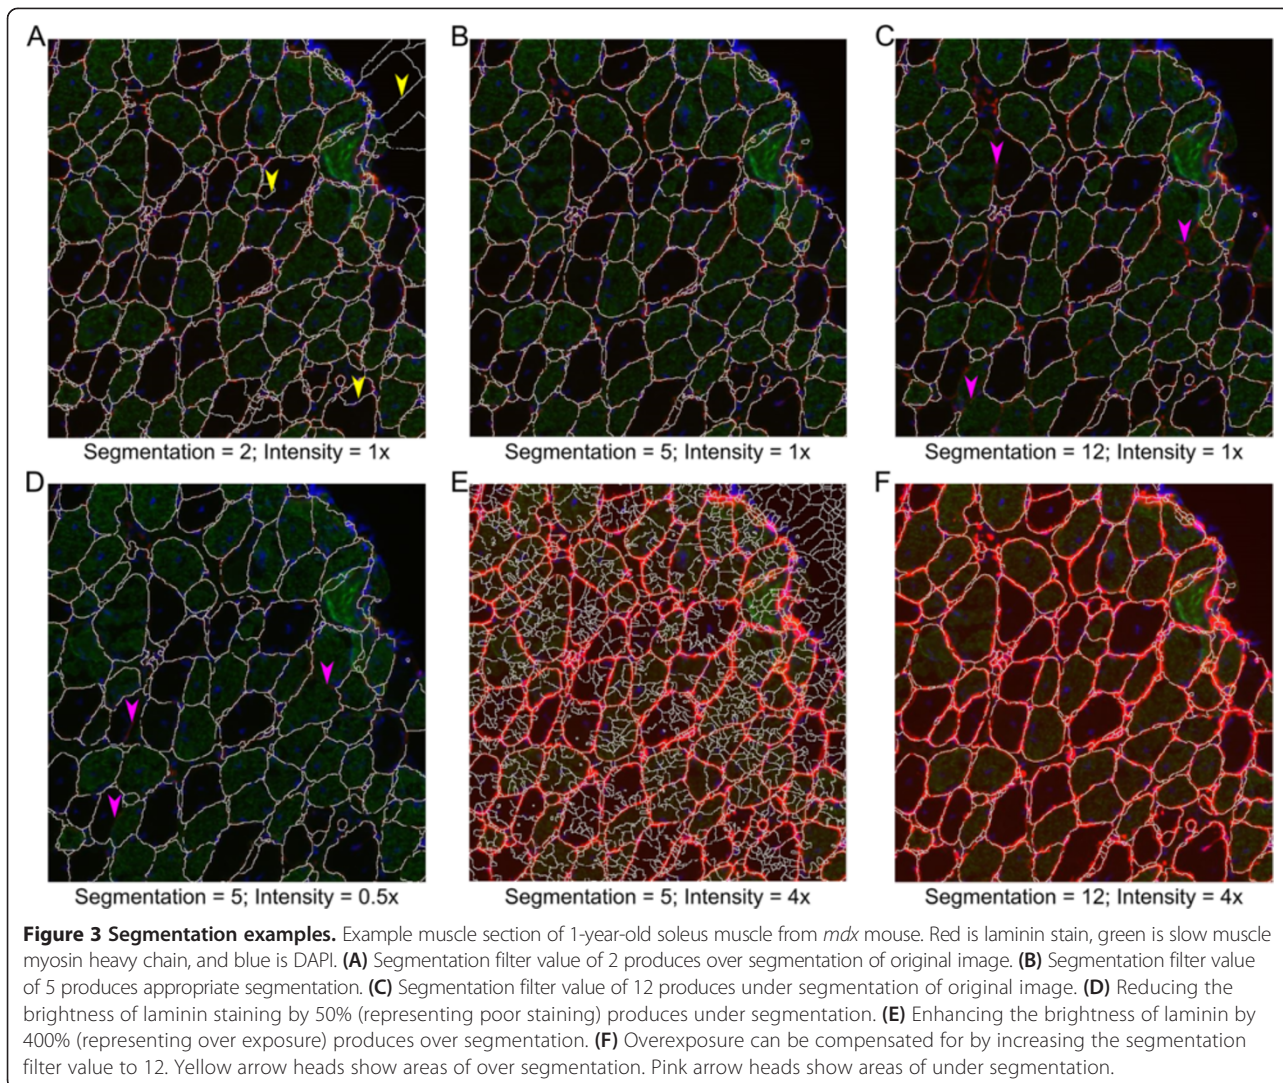 A
B
C
Segmentation = 2; Intensity = 1x
Segmentation = 5; Intensity = 1x
Segmentation = 12; Intensity = 1x
D
E
F
Segmentation = 5; Intensity = 0.5x
Segmentation = 5; Intensity = 4x
Segmentation = 12; Intensity = 4x
Figure 3 Segmentation examples. Example muscle section of 1-year-old soleus muscle from mdx mouse. Red is laminin stain, green is slow muscle
myosin heavy chain, and blue is DAPI. (A) Segmentation filter value of 2 produces over segmentation of original image. (B) Segmentation filter value
of 5 produces appropriate segmentation. (C) Segmentation filter value of 12 produces under segmentation of original image. (D) Reducing the
brightness of laminin staining by 50% (representing poor staining) produces under segmentation. (E) Enhancing the brightness of laminin by
400% (representing over exposure) produces over segmentation. (F) Overexposure can be compensated for by increasing the segmentation
filter value to 12. Yellow arrow heads show areas of over segmentation. Pink arrow heads show areas of under segmentation.